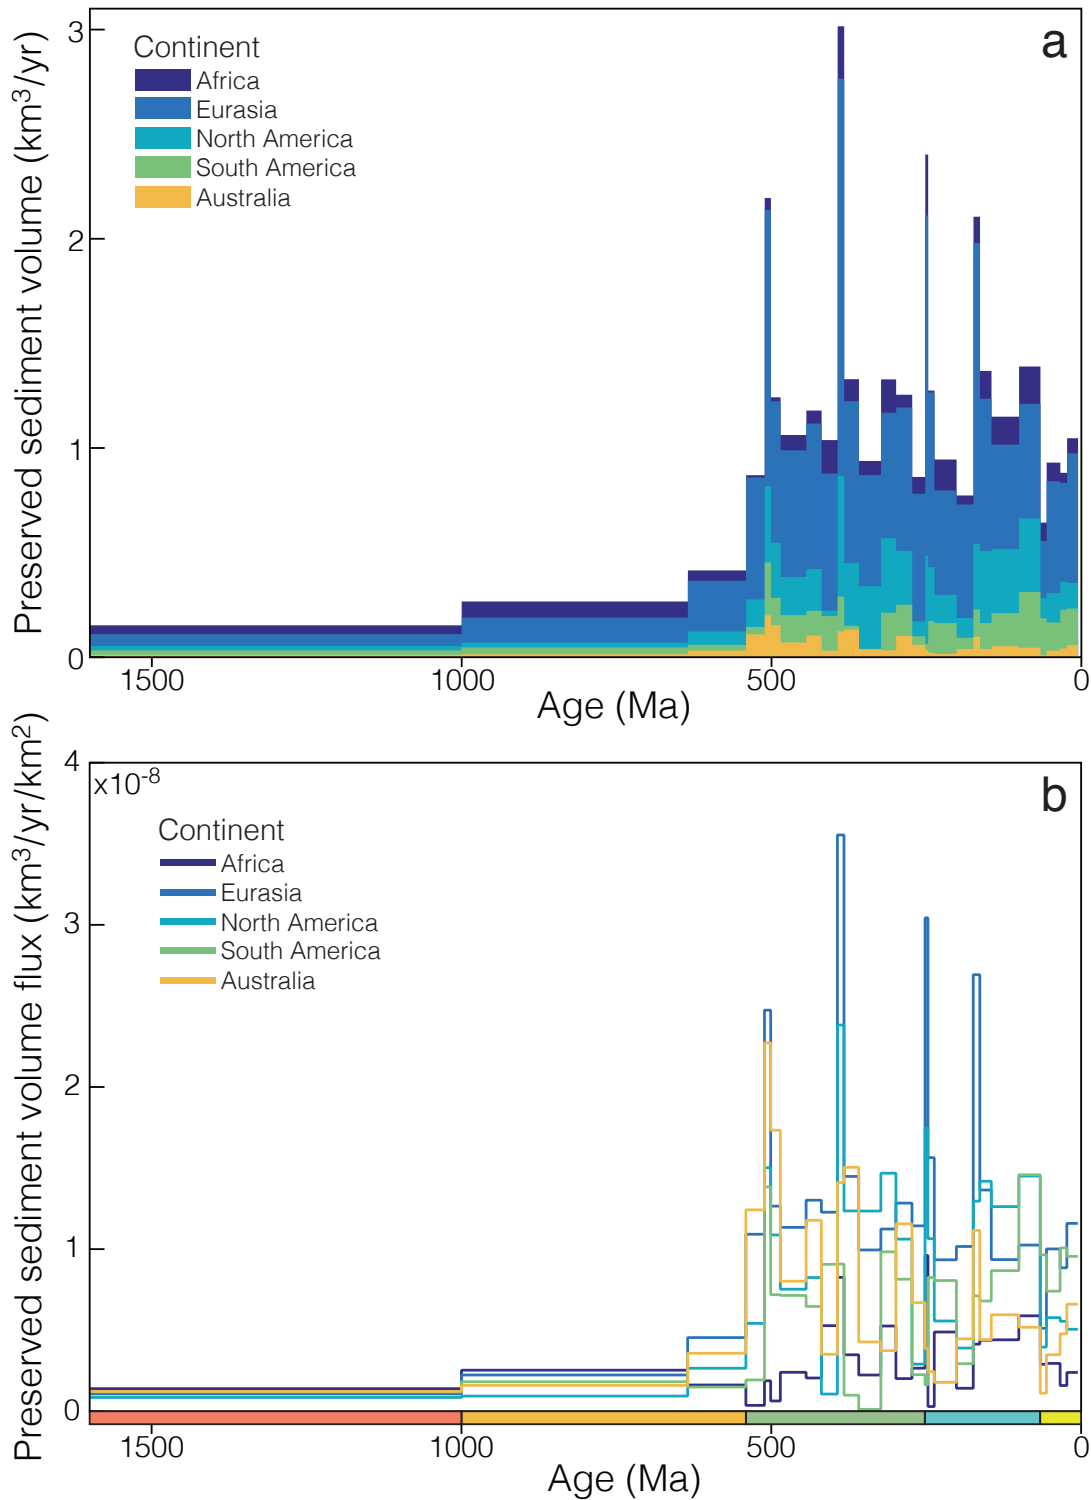 a
Preserved sediment volume (km³/yr)
3
2
1
0
Continent
Africa
Eurasia
North America
South America
Australia
1500
1000
500
0
Age (Ma)
b
Preserved sediment volume flux (km³/yr/km²)
4
x10⁻⁸
3
2
1
0
Continent
Africa
Eurasia
North America
South America
Australia
1500
1000
500
0
Age (Ma)